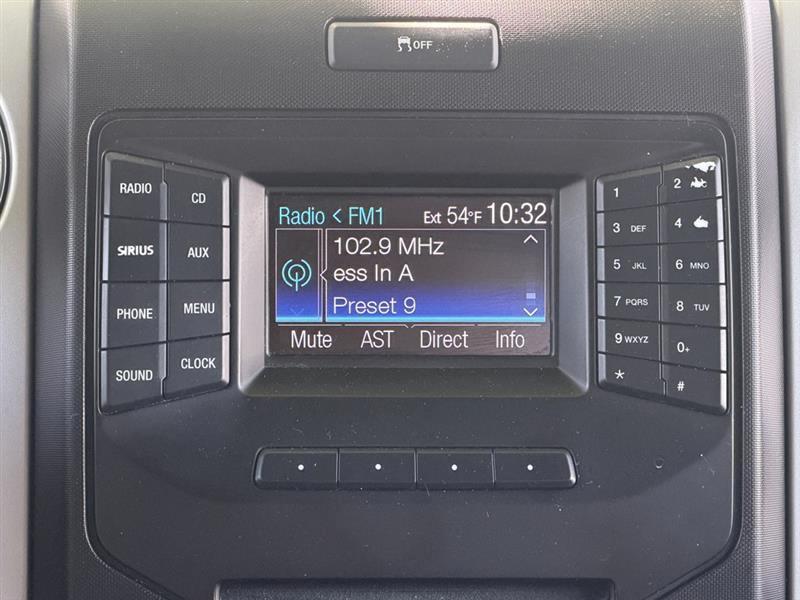 OFF
RADIO
CD
SIRIUS
AUX
PHONE
MENU
SOUND
CLOCK
Radio < FM1 Ext 54°F 10:32
102.9 MHz
ess In A
Preset 9
Mute AST Direct Info
1
2
3 DEF
4
5 JKL
6 MNO
7 PQRS
8 TUV
9 WXYZ
0+
*
#